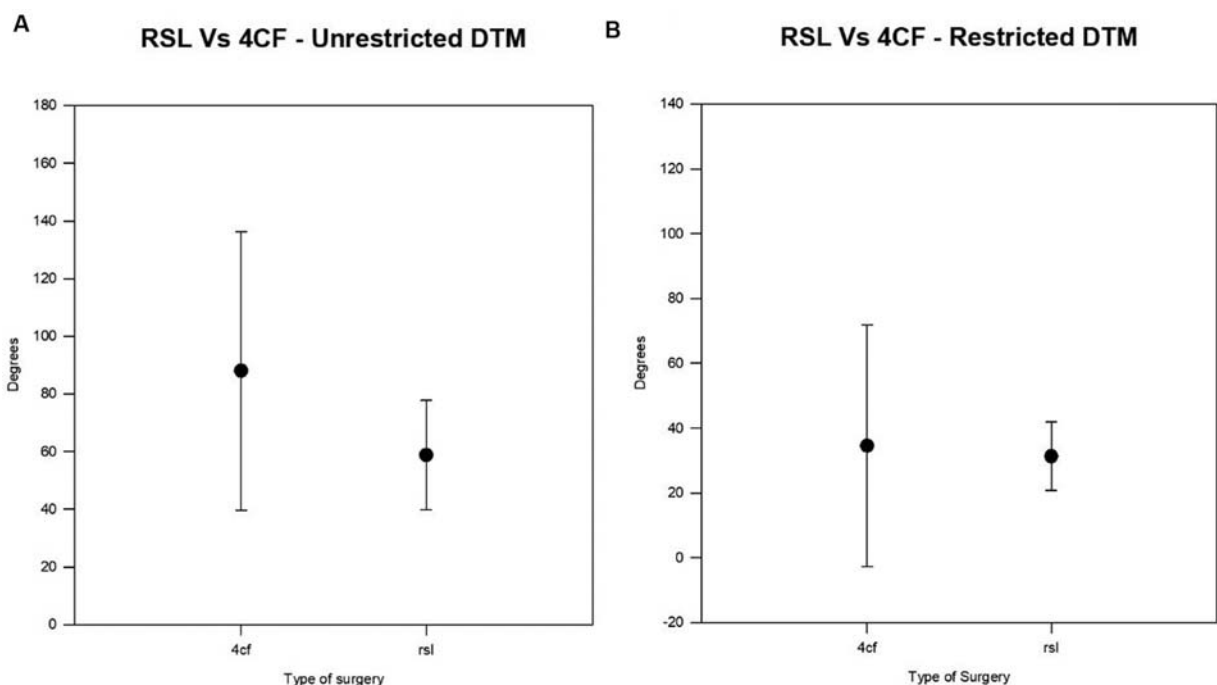 A
RSL Vs 4CF - Unrestricted DTM
180
160
140
120
100
80
60
40
20
0
Degrees
4cf
rsl
Type of surgery
B
RSL Vs 4CF - Restricted DTM
140
120
100
80
60
40
20
0
-20
Degrees
4cf
rsl
Type of Surgery